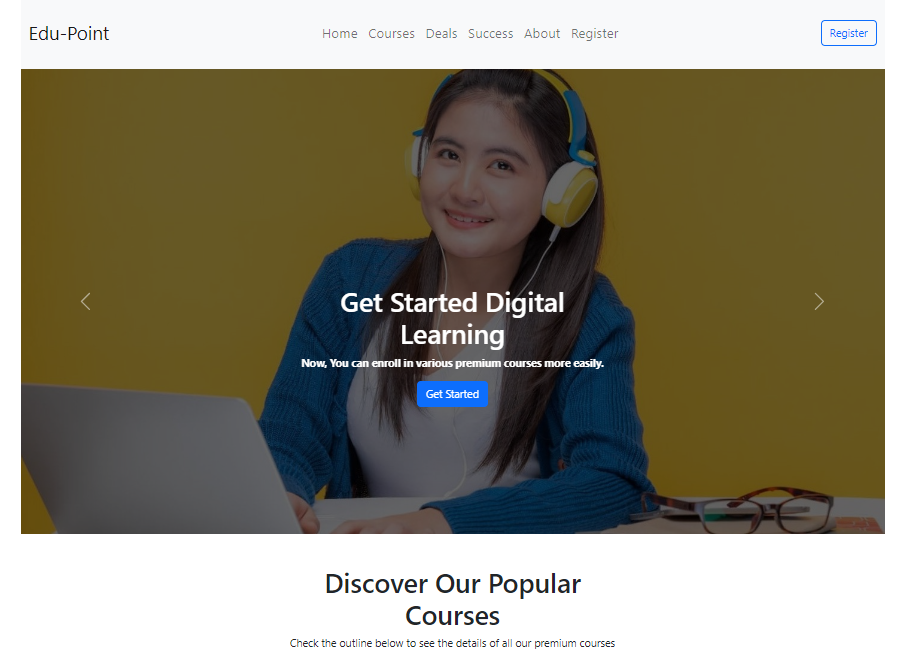 Edu-Point
Home Courses Deals Success About Register
Register
Get Started Digital
Learning
Now, You can enroll in various premium courses more easily.
Get Started
Discover Our Popular
Courses
Check the outline below to see the details of all our premium courses